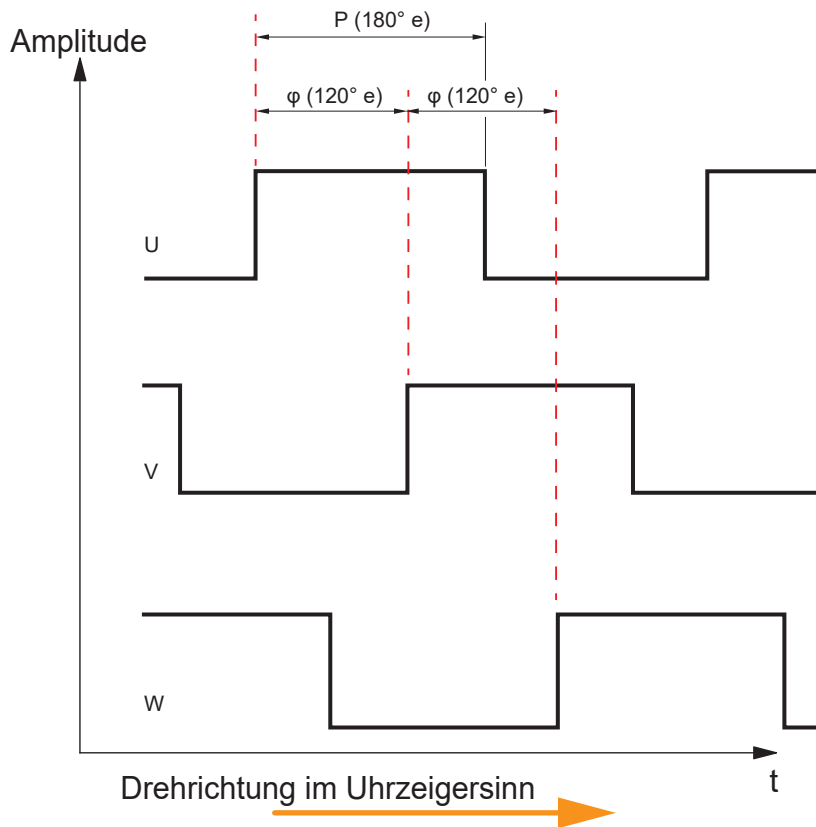 P (180° e)
Amplitude
φ (120° e) φ (120° e)
U
V
W
t
Drehrichtung im Uhrzeigersinn